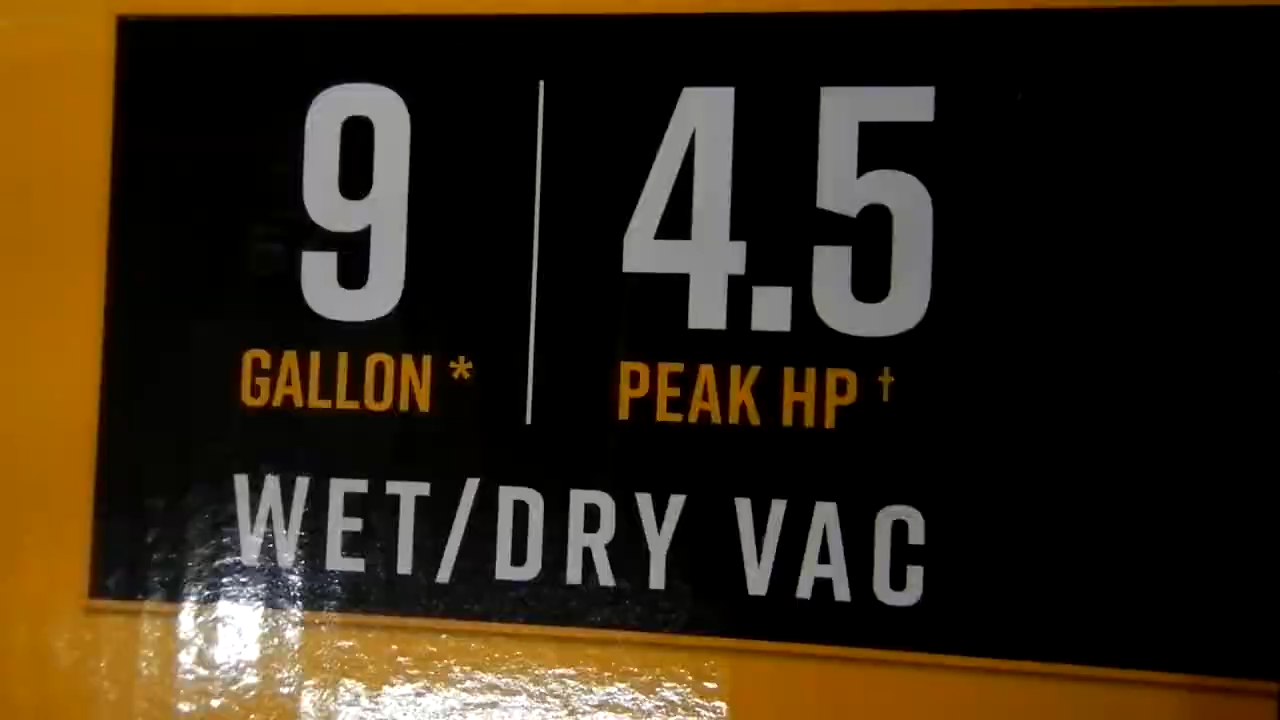 9 | 4.5
GALLON * PEAK HP †
WET/DRY VAC